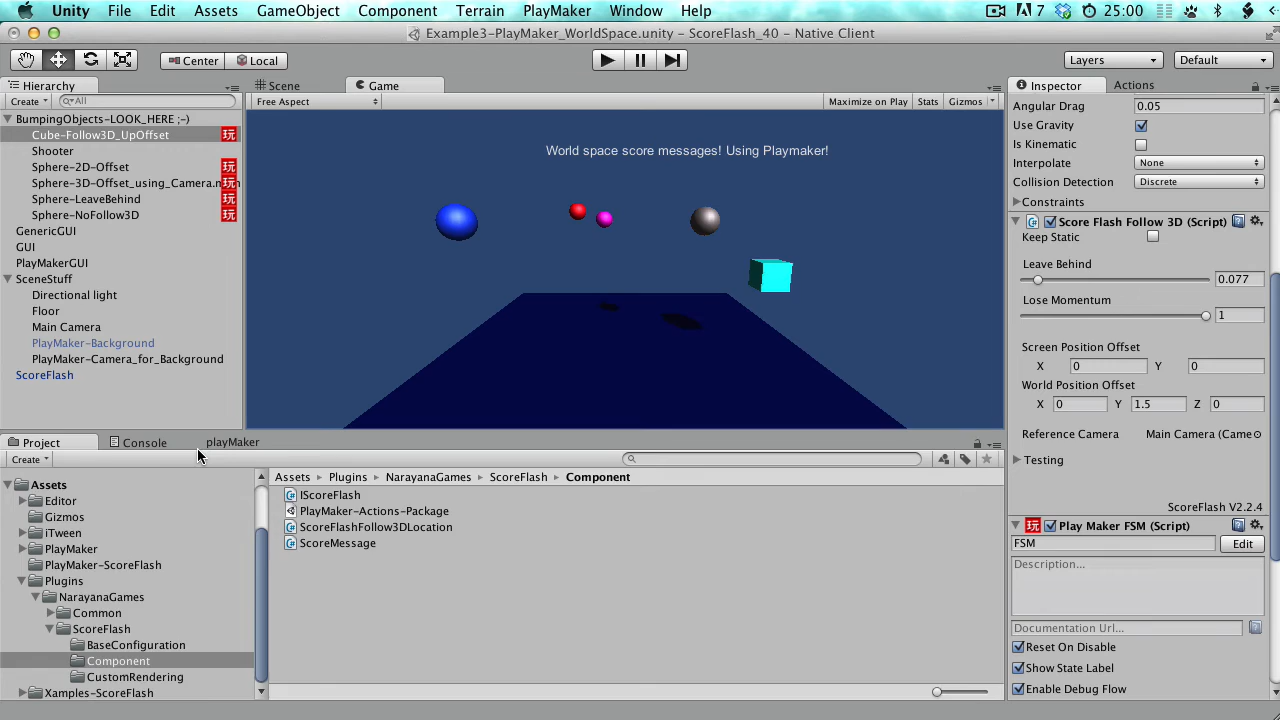 Unity File Edit Assets GameObject Component Terrain PlayMaker Window Help 7 25:00
Example3-PlayMaker_WorldSpace.unity - ScoreFlash_40 - Native Client
Center Local Layers Default
Hierarchy Scene Game Inspector Actions
Create All Free Aspect Maximize on Play Stats Gizmos Angular Drag 0.05
BumpingObjects-LOOK_HERE ;-) Use Gravity
Cube-Follow3D_UpOffset 玩 Is Kinematic
Shooter World space score messages! Using Playmaker! Interpolate None
Sphere-2D-Offset 玩 Collision Detection Discrete
Sphere-3D-Offset_using_Camera.m 玩
Sphere-LeaveBehind 玩 Constraints
Sphere-NoFollow3D 玩 Score Flash Follow 3D (Script)
GenericGUI Keep Static
GUI
PlayMakerGUI Leave Behind
SceneStuff 0.077
Directional light Lose Momentum
Floor 1
Main Camera
PlayMaker-Background Screen Position Offset
PlayMaker-Camera_for_Background X 0 Y 0
ScoreFlash World Position Offset
X 0 Y 1.5 Z 0
Reference Camera Main Camera (Came
Project Console playMaker
Create Testing
Assets Assets Plugins NarayanaGames ScoreFlash Component
Editor IScoreFlash ScoreFlash V2.2.4
Gizmos PlayMaker-Actions-Package
iTween ScoreFlashFollow3DLocation 玩 Play Maker FSM (Script)
PlayMaker ScoreMessage FSM Edit
PlayMaker-ScoreFlash Description...
Plugins
NarayanaGames
Common
ScoreFlash Documentation Url...
BaseConfiguration Reset On Disable
Component Show State Label
CustomRendering
Xamples-ScoreFlash Enable Debug Flow